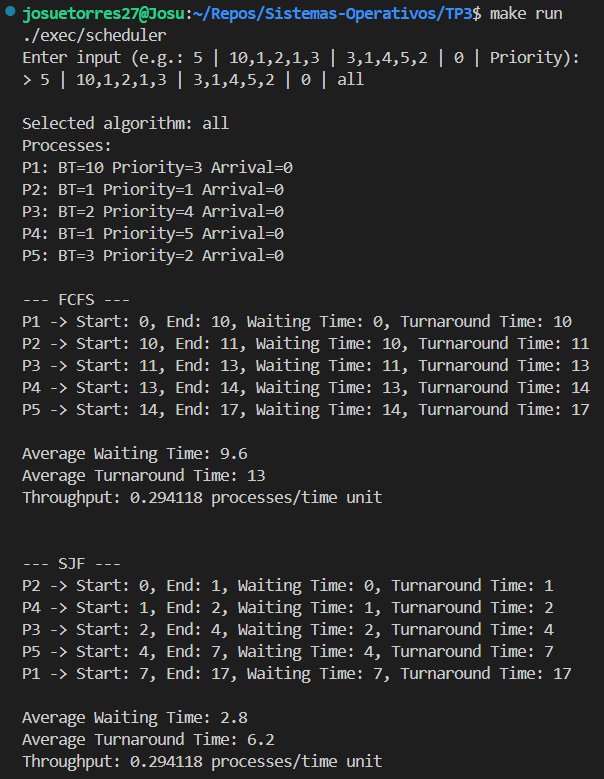 josuetorres27@Josu:~/Repos/Sistemas-Operativos/TP3$ make run
./exec/scheduler
Enter input (e.g.: 5 | 10,1,2,1,3 | 3,1,4,5,2 | 0 | Priority):
> 5 | 10,1,2,1,3 | 3,1,4,5,2 | 0 | all
Selected algorithm: all
Processes:
P1: BT=10 Priority=3 Arrival=0
P2: BT=1 Priority=1 Arrival=0
P3: BT=2 Priority=4 Arrival=0
P4: BT=1 Priority=5 Arrival=0
P5: BT=3 Priority=2 Arrival=0
--- FCFS ---
P1 -> Start: 0, End: 10, Waiting Time: 0, Turnaround Time: 10
P2 -> Start: 10, End: 11, Waiting Time: 10, Turnaround Time: 11
P3 -> Start: 11, End: 13, Waiting Time: 11, Turnaround Time: 13
P4 -> Start: 13, End: 14, Waiting Time: 13, Turnaround Time: 14
P5 -> Start: 14, End: 17, Waiting Time: 14, Turnaround Time: 17
Average Waiting Time: 9.6
Average Turnaround Time: 13
Throughput: 0.294118 processes/time unit
--- SJF ---
P2 -> Start: 0, End: 1, Waiting Time: 0, Turnaround Time: 1
P4 -> Start: 1, End: 2, Waiting Time: 1, Turnaround Time: 2
P3 -> Start: 2, End: 4, Waiting Time: 2, Turnaround Time: 4
P5 -> Start: 4, End: 7, Waiting Time: 4, Turnaround Time: 7
P1 -> Start: 7, End: 17, Waiting Time: 7, Turnaround Time: 17
Average Waiting Time: 2.8
Average Turnaround Time: 6.2
Throughput: 0.294118 processes/time unit